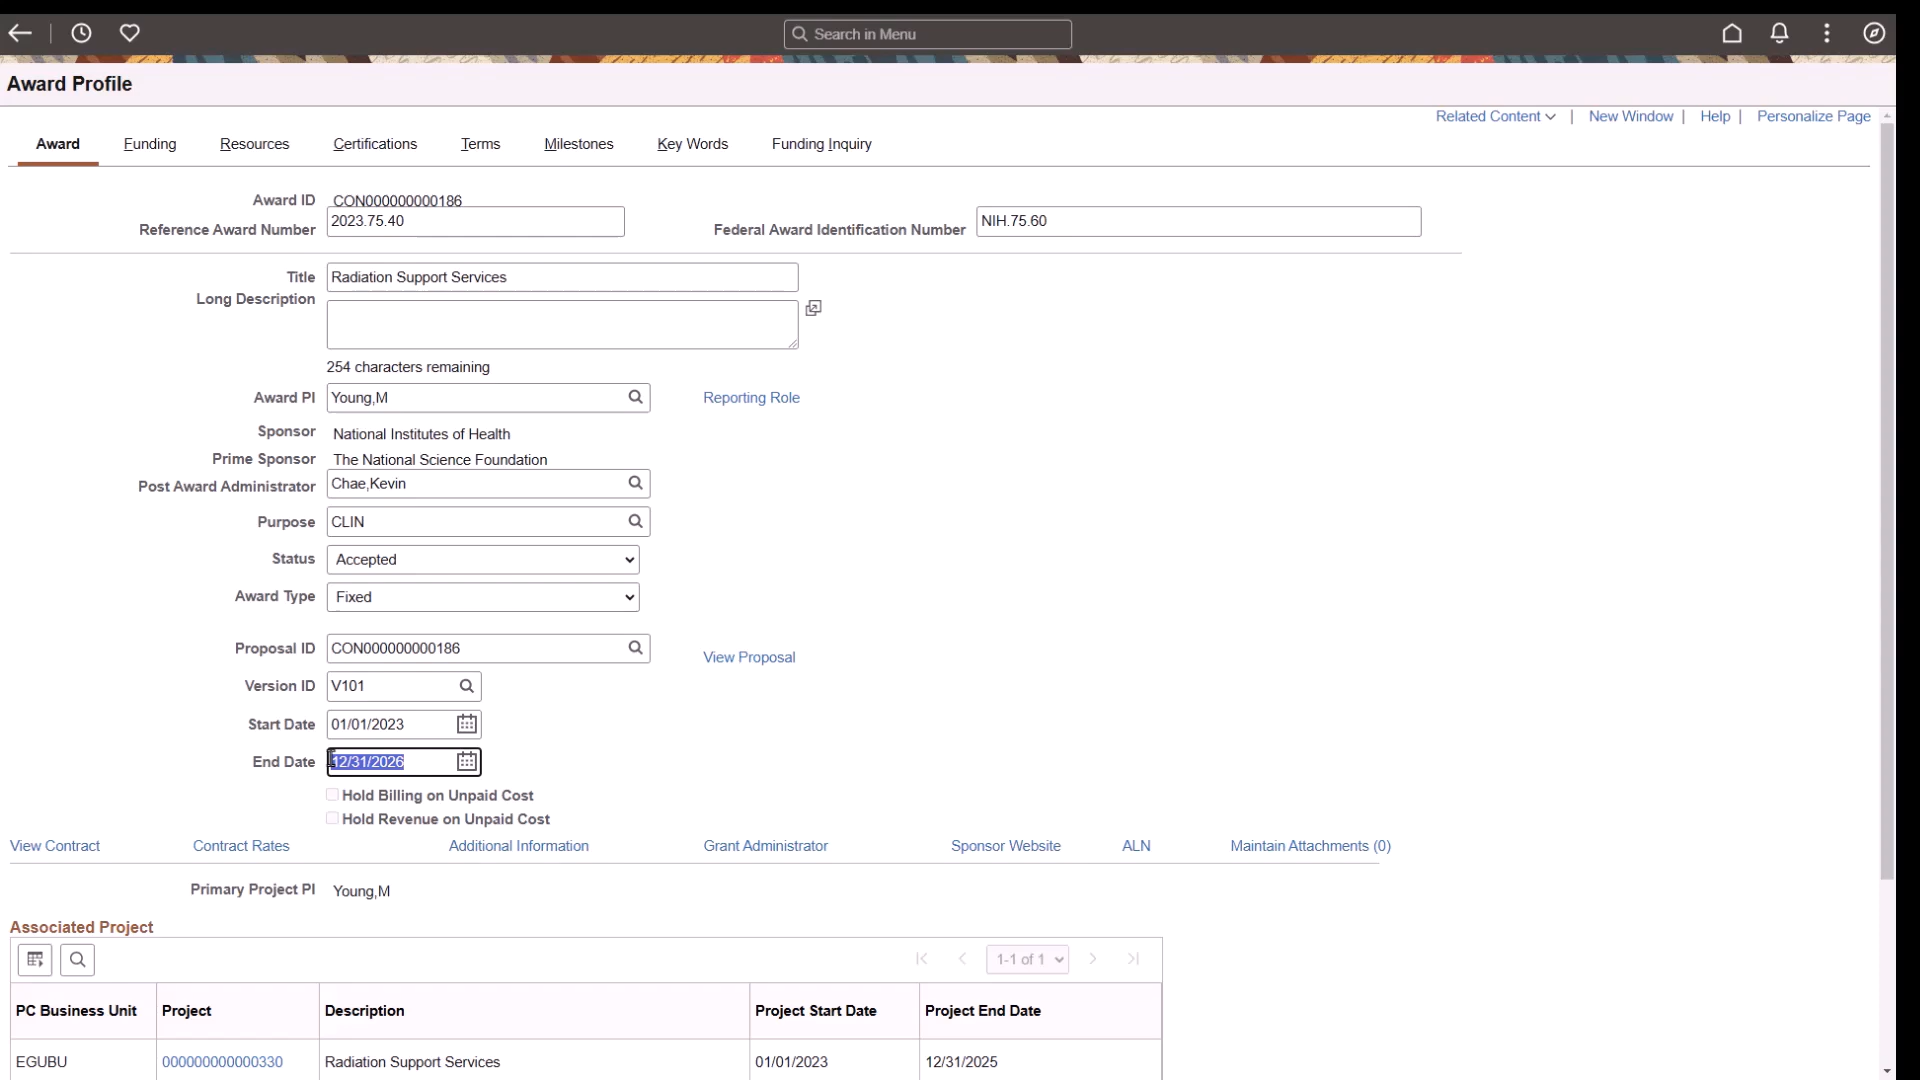 Search in Menu
Award Profile
Related Content | New Window | Help | Personalize Page
Award Funding Resources Certifications Terms Milestones Key Words Funding Inquiry
Award ID CON000000000186
Reference Award Number 2023.75.40 Federal Award Identification Number NIH.75.60
Title Radiation Support Services
Long Description
254 characters remaining
Award PI Young,M Reporting Role
Sponsor National Institutes of Health
Prime Sponsor The National Science Foundation
Post Award Administrator Chae,Kevin
Purpose CLIN
Status Accepted
Award Type Fixed
Proposal ID CON000000000186 View Proposal
Version ID V101
Start Date 01/01/2023
End Date 12/31/2026
Hold Billing on Unpaid Cost
Hold Revenue on Unpaid Cost
View Contract Contract Rates Additional Information Grant Administrator Sponsor Website ALN Maintain Attachments (0)
Primary Project PI Young,M
Associated Project
1-1 of 1
PC Business Unit Project Description Project Start Date Project End Date
EGUBU 000000000000330 Radiation Support Services 01/01/2023 12/31/2025